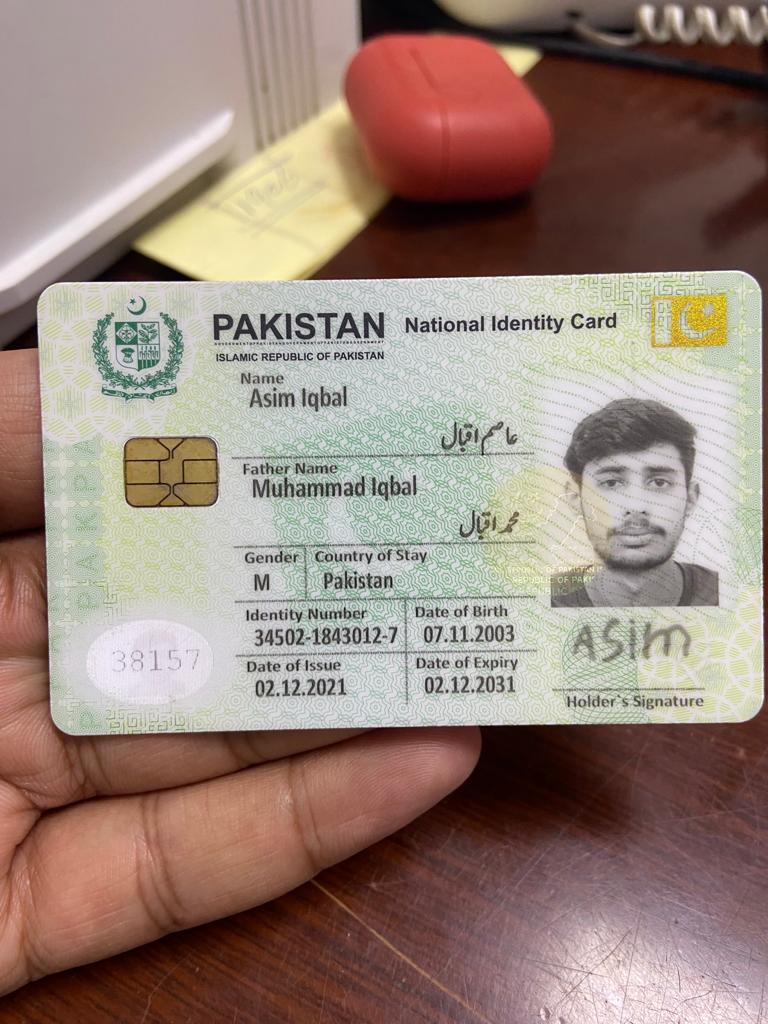 PAKISTAN National Identity Card
ISLAMIC REPUBLIC OF PAKISTAN
Name
Asim Iqbal
عاصم اقبال
Father Name
Muhammad Iqbal
محمد اقبال
Gender Country of Stay
M Pakistan
Identity Number Date of Birth
34502-1843012-7 07.11.2003
Date of Issue Date of Expiry
02.12.2021 02.12.2031
38157
ASIM
Holder`s Signature